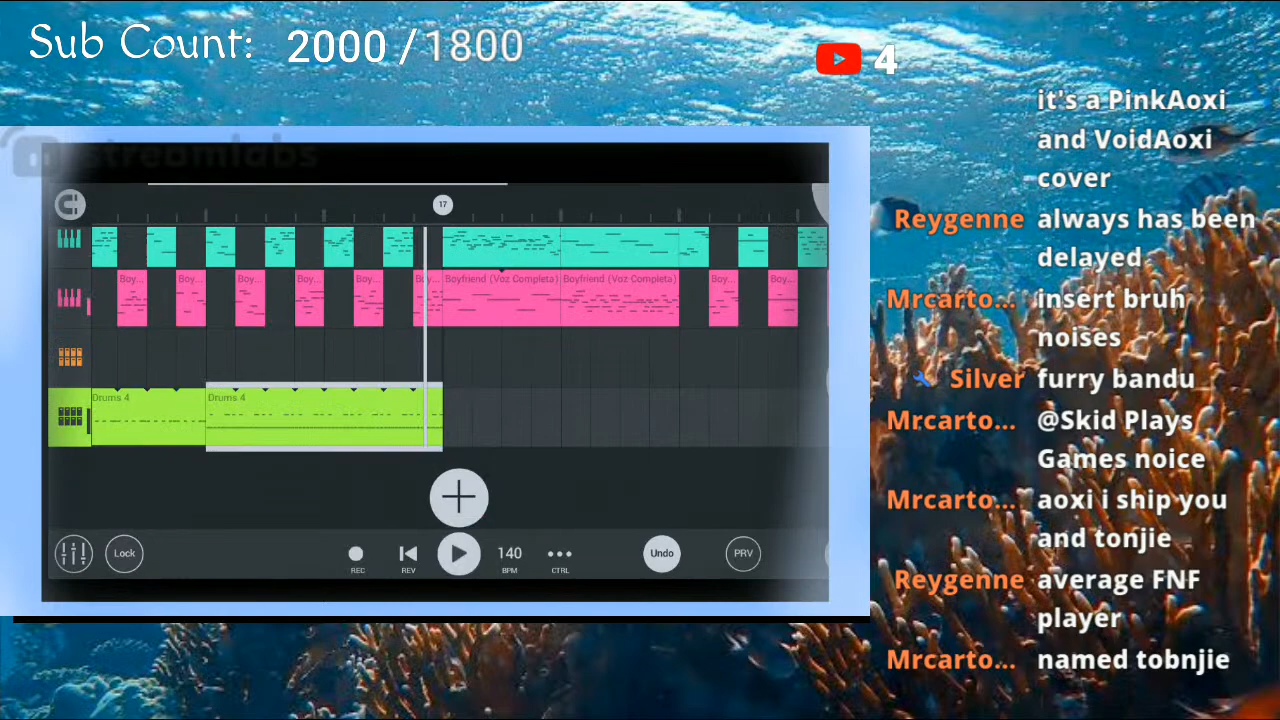 Sub Count: 2000 / 1800
4
streamlabs
17
Boy...
Boy...
Boy...
Boy...
Boy...
Boy...
Boyfriend (Voz Completa)
Boyfriend (Voz Completa)
Boy...
Boy...
Drums 4
Drums 4
Lock
REC
REV
140
BPM
CTRL
Undo
PRV
it's a PinkAoxi
and VoidAoxi
cover
Reygenne always has been
delayed
Mrcarto... insert bruh
noises
Silver furry bandu
Mrcarto... @Skid Plays
Games noice
Mrcarto... aoxi i ship you
and tonjie
Reygenne average FNF
player
Mrcarto... named tobnjie